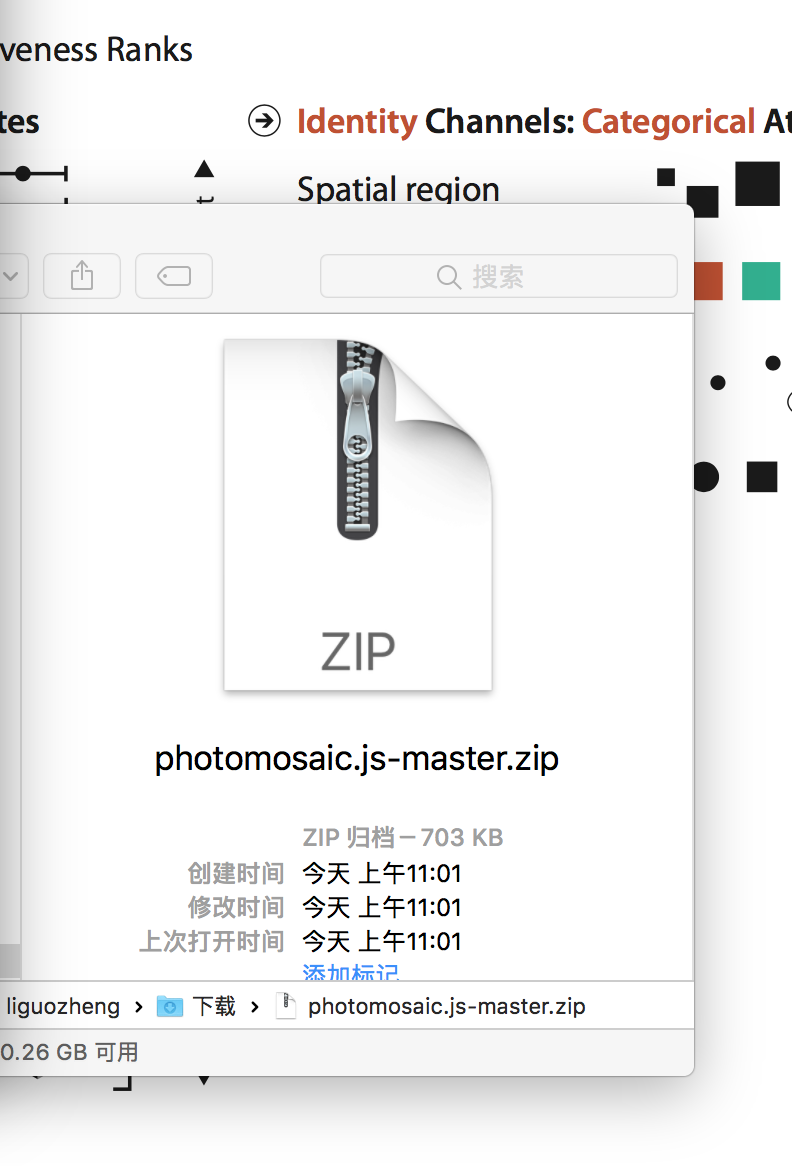 veness Ranks
tes
Identity Channels: Categorical At
Spatial region
搜索
ZIP
photomosaic.js-master.zip
ZIP 归档 — 703 KB
创建时间 今天 上午11:01
修改时间 今天 上午11:01
上次打开时间 今天 上午11:01
添加标记
liguozheng › 下载 › photomosaic.js-master.zip
0.26 GB 可用